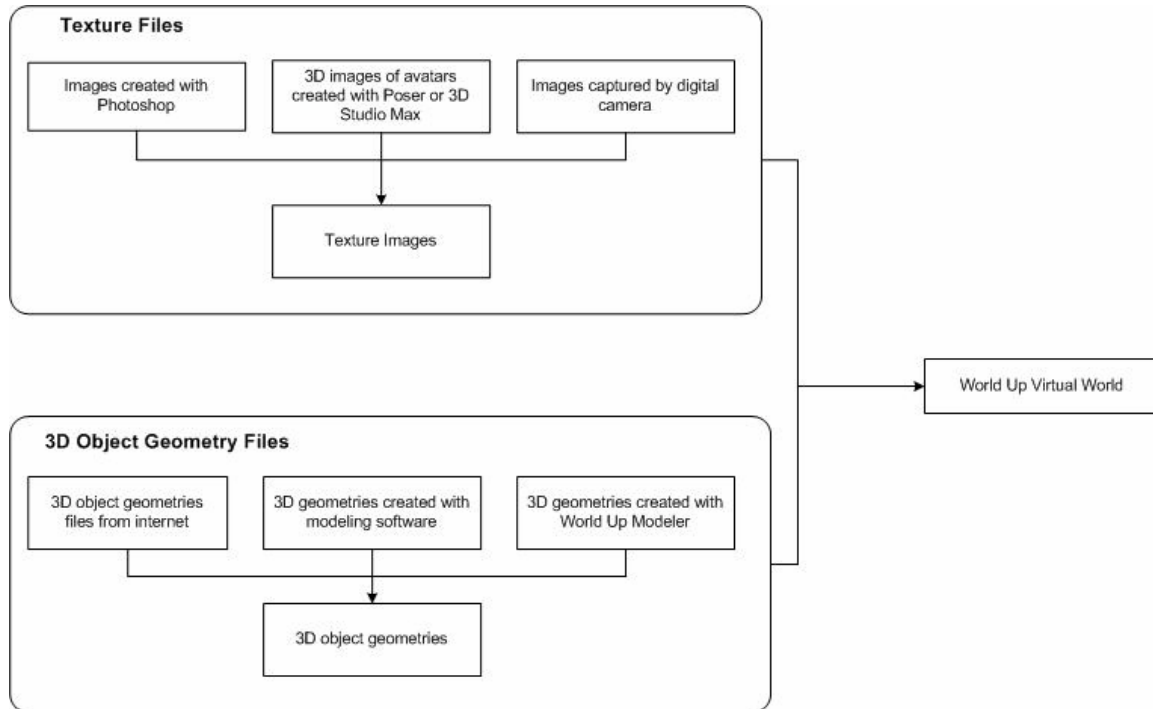 Texture Files
Images created with
Photoshop
3D images of avatars
created with Poser or 3D
Studio Max
Images captured by digital
camera
Texture Images
World Up Virtual World
3D Object Geometry Files
3D object geometries
files from internet
3D geometries created with
modeling software
3D geometries created with
World Up Modeler
3D object geometries